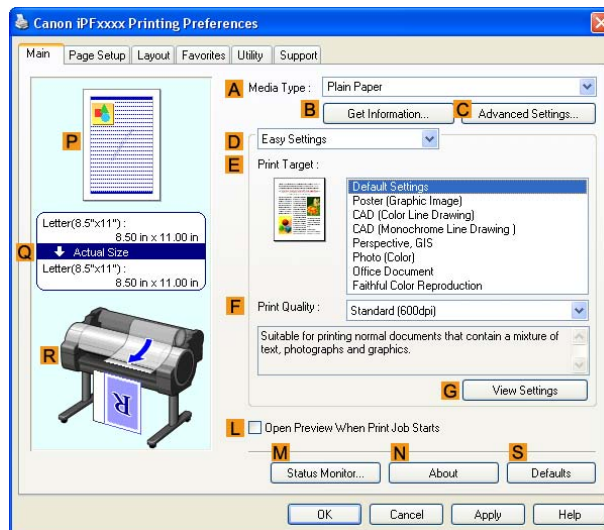 Canon iPFxxxx Printing Preferences
Main Page Setup Layout Favorites Utility Support
A Media Type : Plain Paper
B Get Information... C Advanced Settings...
P
D Easy Settings
E Print Target :
Default Settings
Poster (Graphic Image)
CAD (Color Line Drawing)
CAD (Monochrome Line Drawing )
Perspective, GIS
Photo (Color)
Office Document
Faithful Color Reproduction
Letter(8.5"x11") :
8.50 in x 11.00 in
Q Actual Size
Letter(8.5"x11") :
8.50 in x 11.00 in
F Print Quality : Standard (600dpi)
Suitable for printing normal documents that contain a mixture of
text, photographs and graphics.
R
R
G View Settings
L Open Preview When Print Job Starts
M N S
Status Monitor... About Defaults
OK Cancel Apply Help